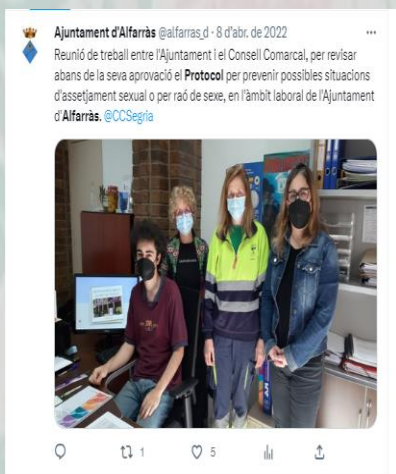 Ajuntament d'Alfarràs @alfarras_d · 8 d'abr. de 2022
Reunió de treball entre l'Ajuntament i el Consell Comarcal, per revisar
abans de la seva aprovació el Protocol per prevenir possibles situacions
d'assetjament sexual o per raó de sexe, en l'àmbit laboral de l'Ajuntament
d'Alfarràs. @CCSegria
1
5